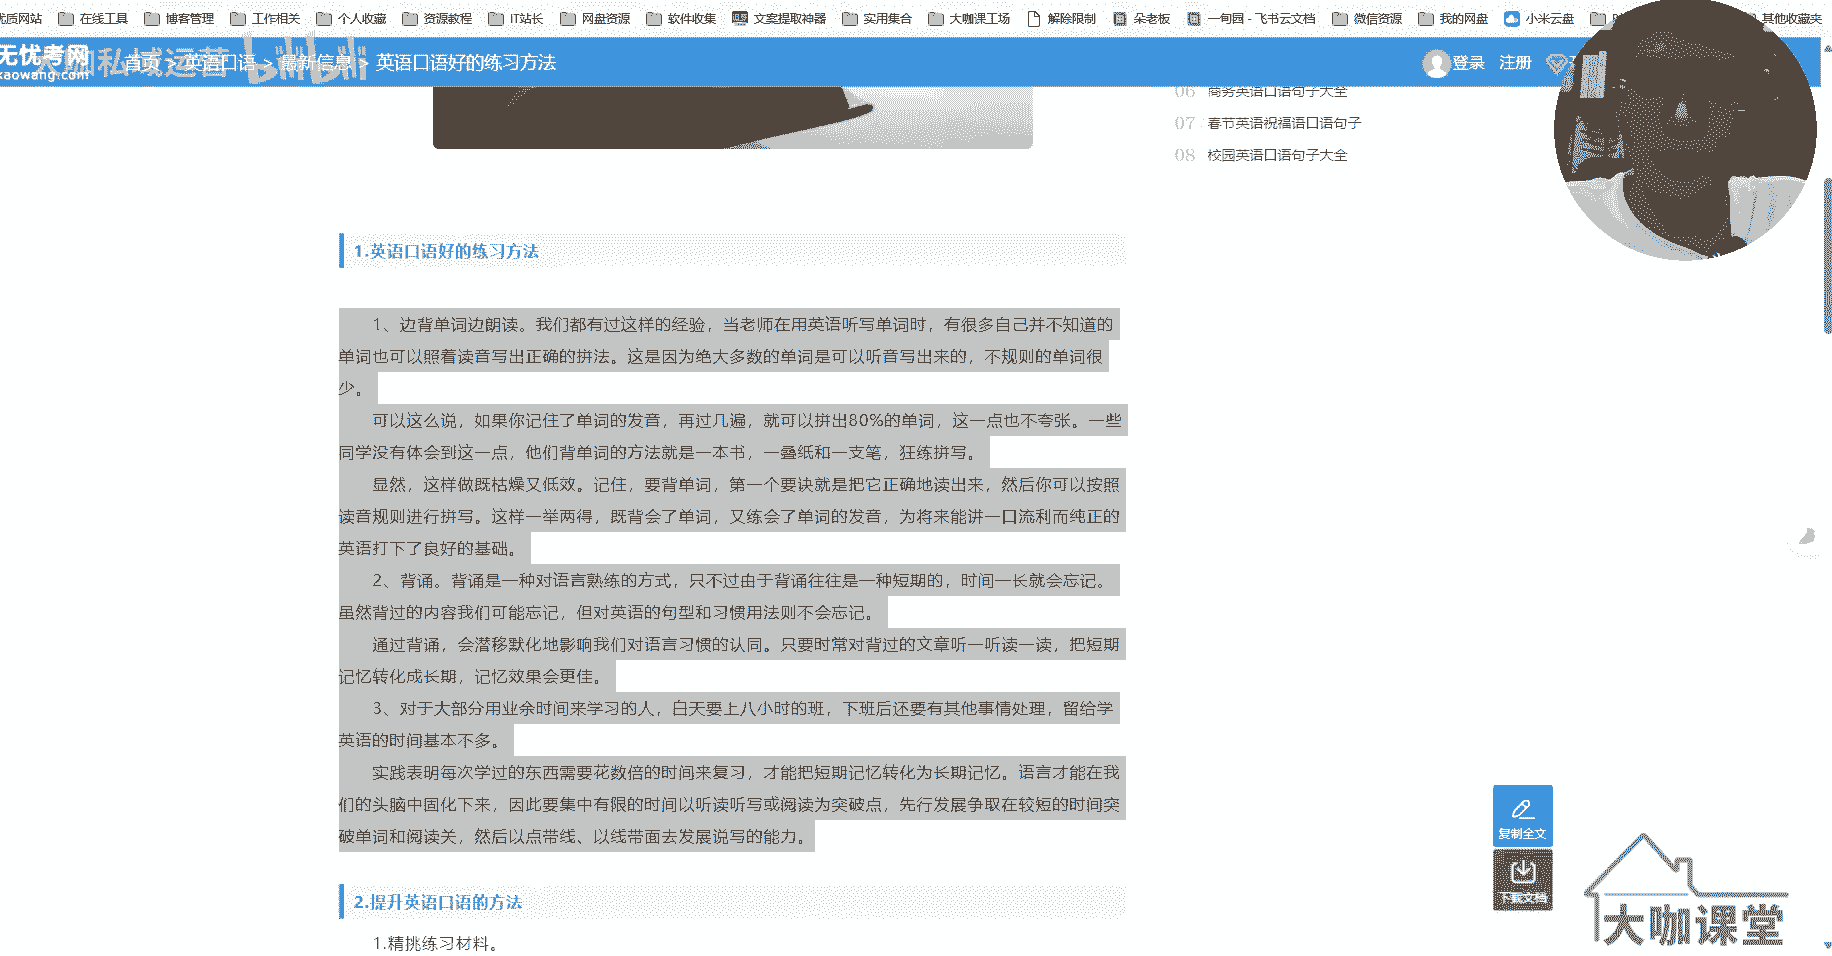 优质网站 在线工具 博客管理 工作相关 个人收藏 资源教程 IT站长 网盘资源 软件收集 文案提取神器 实用集合 大咖课工场 解除限制 朵老板 一甸园 - 飞书云文档 微信资源 我的网盘 小米云盘 其他收藏夹
无忧考网
kaowang.com
大咖私域运营 bilibili
首页 > 英语口语 > 最新信息 > 英语口语好的练习方法
登录 注册
06 商务英语口语句子大全
07 春节英语祝福语口语句子
08 校园英语口语句子大全
1.英语口语好的练习方法
1、边背单词边朗读。我们都有过这样的经验，当老师在用英语听写单词时，有很多自己并不知道的
单词也可以照着读音写出正确的拼法。这是因为绝大多数的单词是可以听音写出来的，不规则的单词很
少。
可以这么说，如果你记住了单词的发音，再过几遍，就可以拼出80%的单词，这一点也不夸张。一些
同学没有体会到这一点，他们背单词的方法就是一本书，一叠纸和一支笔，狂练拼写。
显然，这样做既枯燥又低效。记住，要背单词，第一个要诀就是把它正确地读出来，然后你可以按照
读音规则进行拼写。这样一举两得，既背会了单词，又练会了单词的发音，为将来能讲一口流利而纯正的
英语打下了良好的基础。
2、背诵。背诵是一种对语言熟练的方式，只不过由于背诵往往是一种短期的，时间一长就会忘记。
虽然背过的内容我们可能忘记，但对英语的句型和习惯用法则不会忘记。
通过背诵，会潜移默化地影响我们对语言习惯的认同。只要时常对背过的文章听一听读一读，把短期
记忆转化成长期，记忆效果会更佳。
3、对于大部分用业余时间来学习的人，白天要上八小时的班，下班后还要有其他事情处理，留给学
英语的时间基本不多。
实践表明每次学过的东西需要花数倍的时间来复习，才能把短期记忆转化为长期记忆。语言才能在我
们的头脑中固化下来，因此要集中有限的时间以听读听写或阅读为突破点，先行发展争取在较短的时间突
破单词和阅读关，然后以点带线、以线带面去发展说写的能力。
2.提升英语口语的方法
1.精挑练习材料。
复制全文
大咖课堂